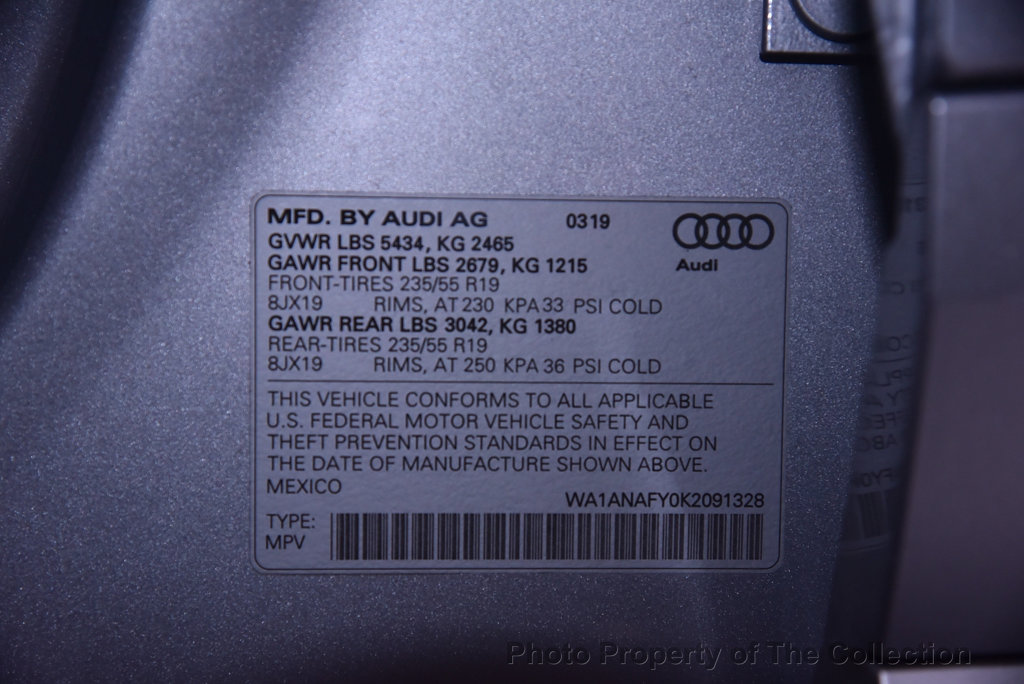 MFD. BY AUDI AG 0319
GVWR LBS 5434, KG 2465
GAWR FRONT LBS 2679, KG 1215
Audi
FRONT-TIRES 235/55 R19
8JX19 RIMS, AT 230 KPA 33 PSI COLD
GAWR REAR LBS 3042, KG 1380
REAR-TIRES 235/55 R19
8JX19 RIMS, AT 250 KPA 36 PSI COLD
THIS VEHICLE CONFORMS TO ALL APPLICABLE
U.S. FEDERAL MOTOR VEHICLE SAFETY AND
THEFT PREVENTION STANDARDS IN EFFECT ON
THE DATE OF MANUFACTURE SHOWN ABOVE.
MEXICO
WA1ANAFY0K2091328
TYPE:
MPV
Photo Property of The Collection